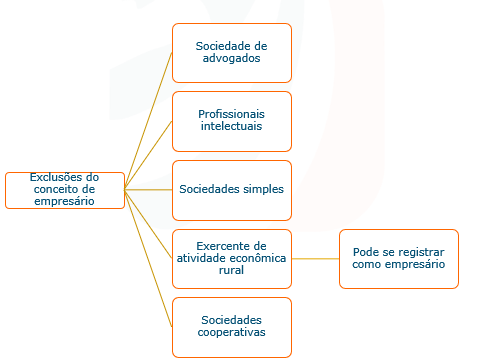 Sociedade de
advogados
Profissionais
intelectuais
Exclusões do
conceito de
empresário
Sociedades simples
Exercente de
atividade econômica
rural
Pode se registrar
como empresário
Sociedades
cooperativas